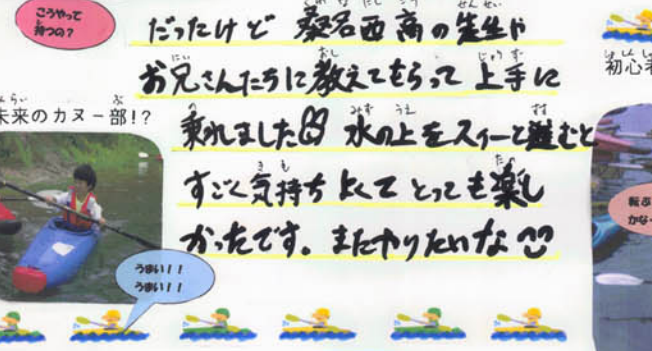 こうやって
持つの?
だったけど 桑名西高の先生や
お兄さんたちに教えてもらって 上手に
乗れました 水の上をスイーと進むと
すごく気持ちよくて とっても楽し
かったです。またやりたいな
未来のカヌー部!?
うまい!!
うまい!!
初心者
転ぶ
かな